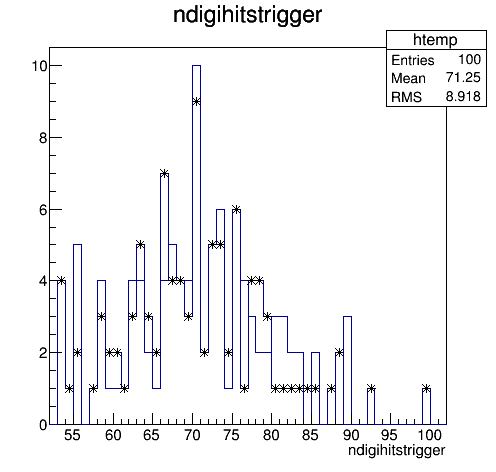 ndigihitstrigger
htemp
Entries 100
Mean 71.25
RMS 8.918
10
8
6
4
2
0
55 60 65 70 75 80 85 90 95 100
ndigihitstrigger